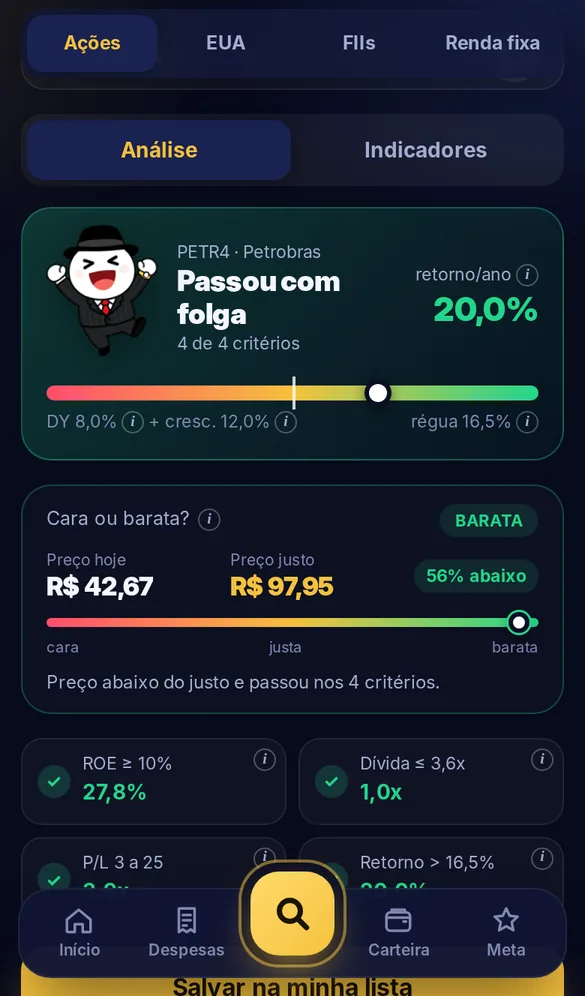 Ações
EUA
FIIs
Renda fixa
Análise
Indicadores
PETR4 · Petrobras
Passou com
folga
4 de 4 critérios
retorno/ano i
20,0%
DY 8,0% i + cresc. 12,0% i
régua 16,5% i
Cara ou barata? i
BARATA
Preço hoje
R$ 42,67
Preço justo
R$ 97,95
56% abaixo
cara
justa
barata
Preço abaixo do justo e passou nos 4 critérios.
ROE ≥ 10% i
27,8%
Dívida ≤ 3,6x i
1,0x
P/L 3 a 25 i
Retorno > 16,5% i
Início
Despesas
Carteira
Meta
Salvar na minha lista